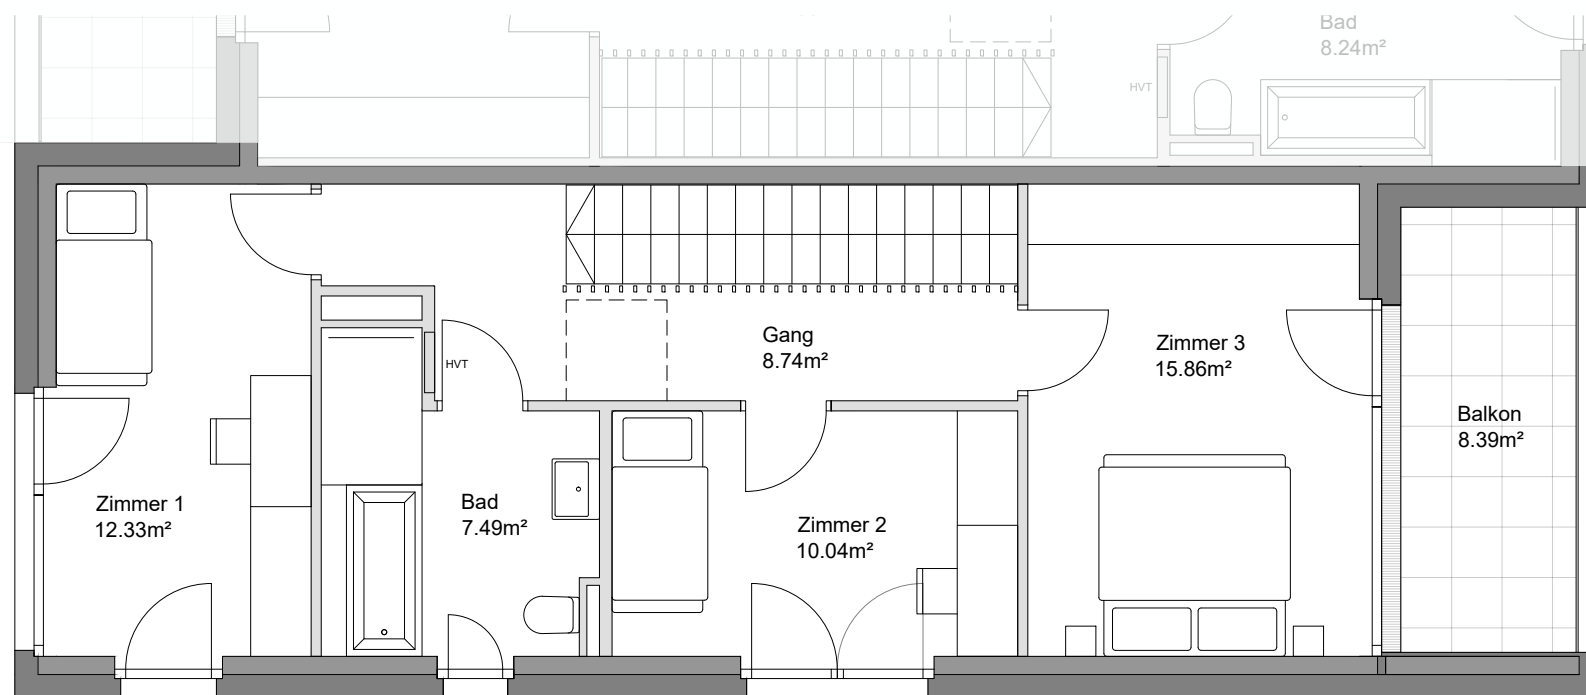 Bad
8.24m²
HVT
Gang
8.74m²
Zimmer 3
15.86m²
HVT
Balkon
8.39m²
Zimmer 1
12.33m²
Bad
7.49m²
Zimmer 2
10.04m²